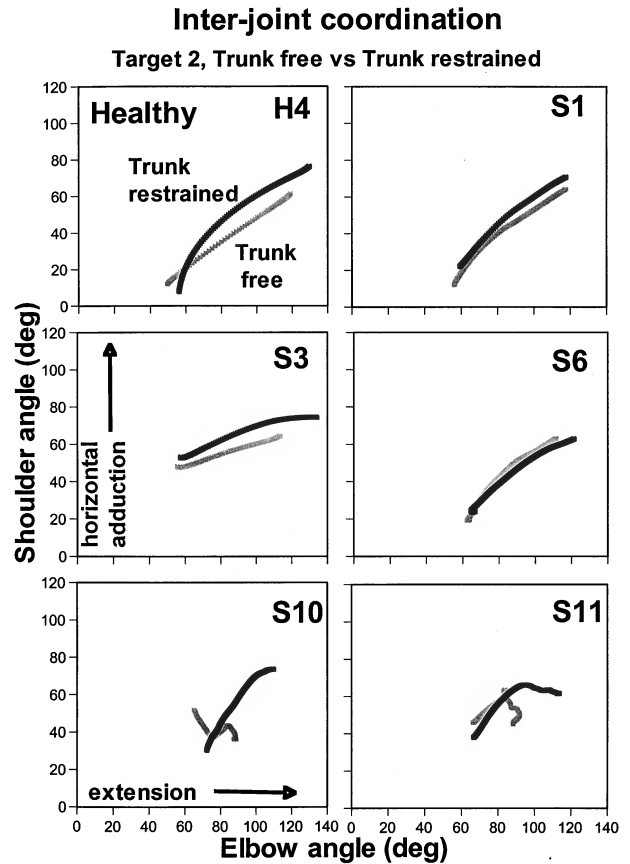 Inter-joint coordination
Target 2, Trunk free vs Trunk restrained
120
100
80
60
40
20
0
Healthy H4
Trunk
restrained
Trunk
free
S1
Shoulder angle (deg)
120
100
80
60
40
20
0
horizontal
adduction
S3
S6
120
100
80
60
40
20
0
S10
extension
S11
0 20 40 60 80 100 120 140
0 20 40 60 80 100 120 140
Elbow angle (deg)